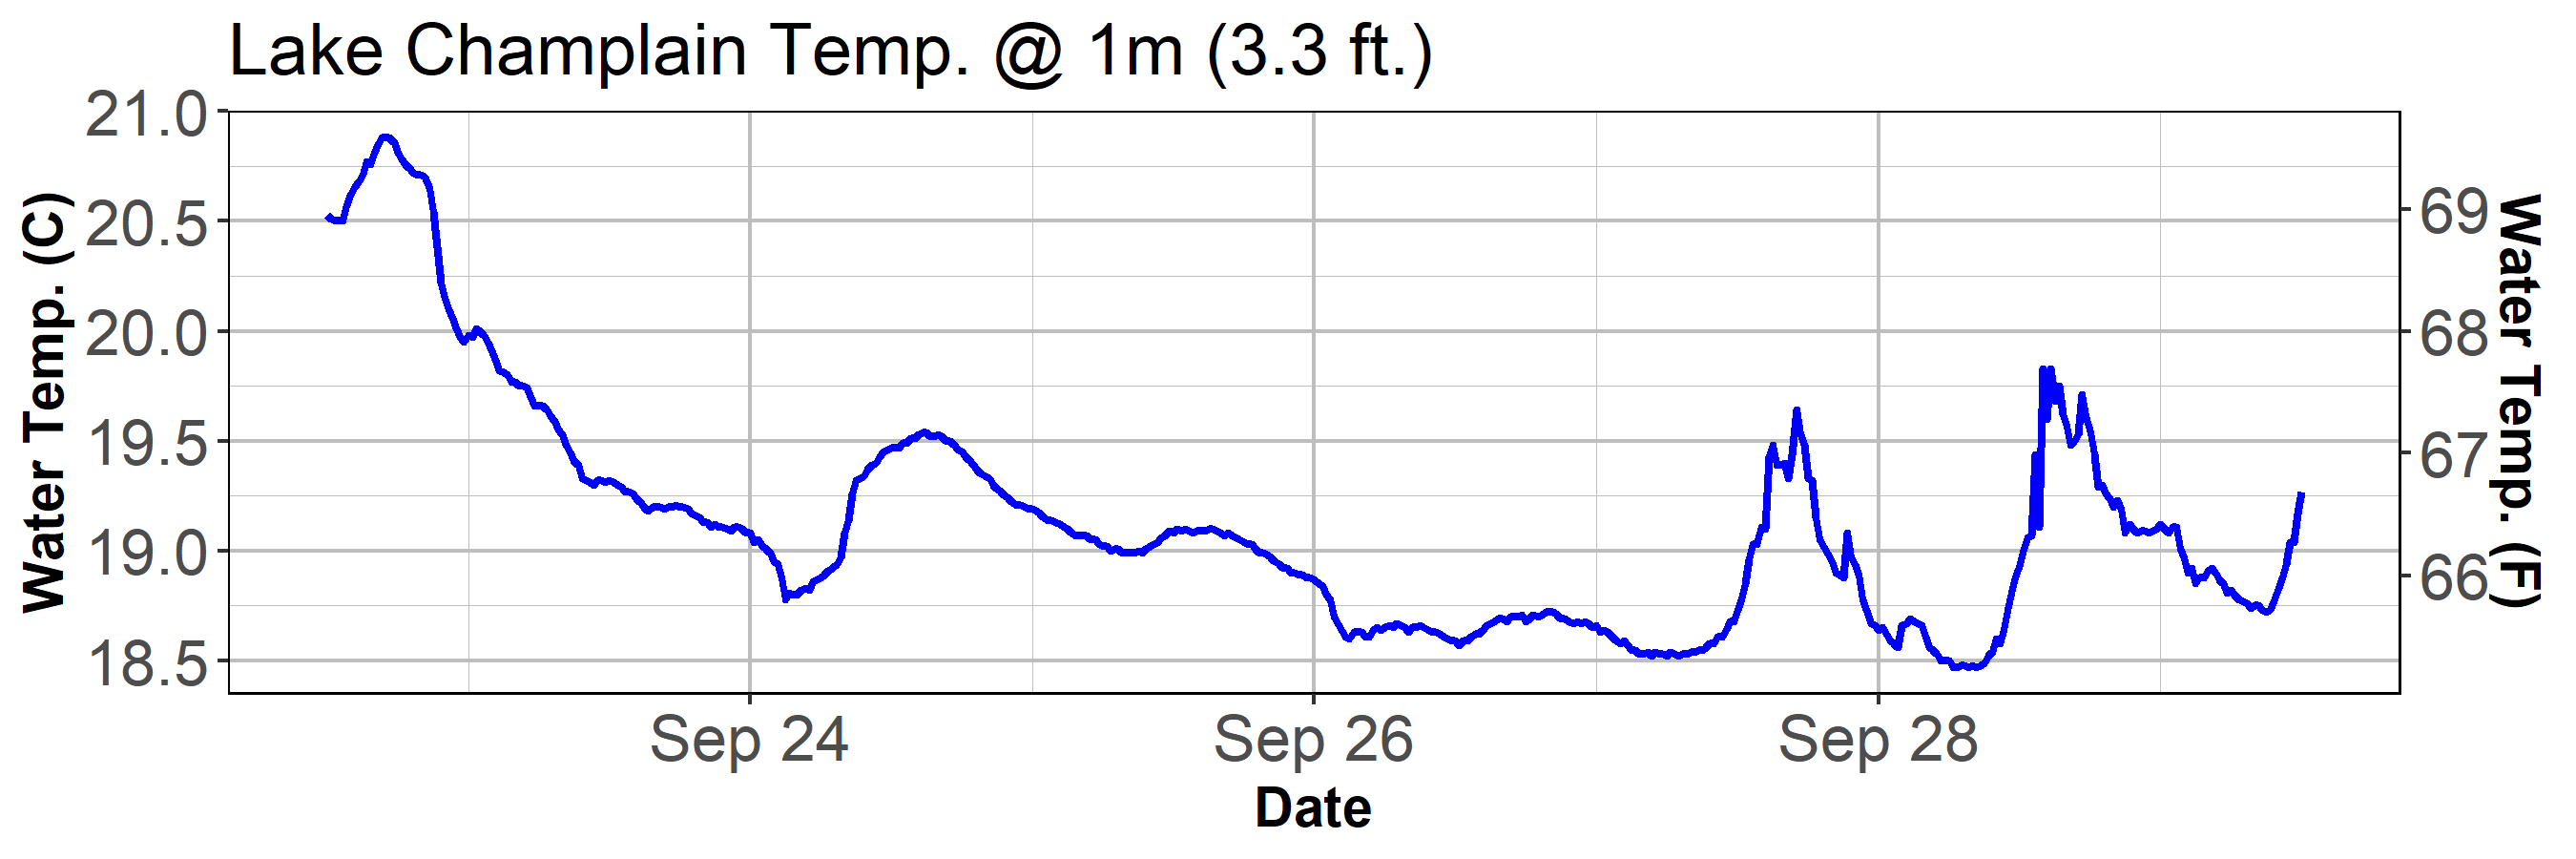 Lake Champlain Temp. @ 1m (3.3 ft.)
Water Temp. (C)
21.0
20.5
20.0
19.5
19.0
18.5
69
68
67
66
Water Temp. (F)
Sep 24
Sep 26
Sep 28
Date